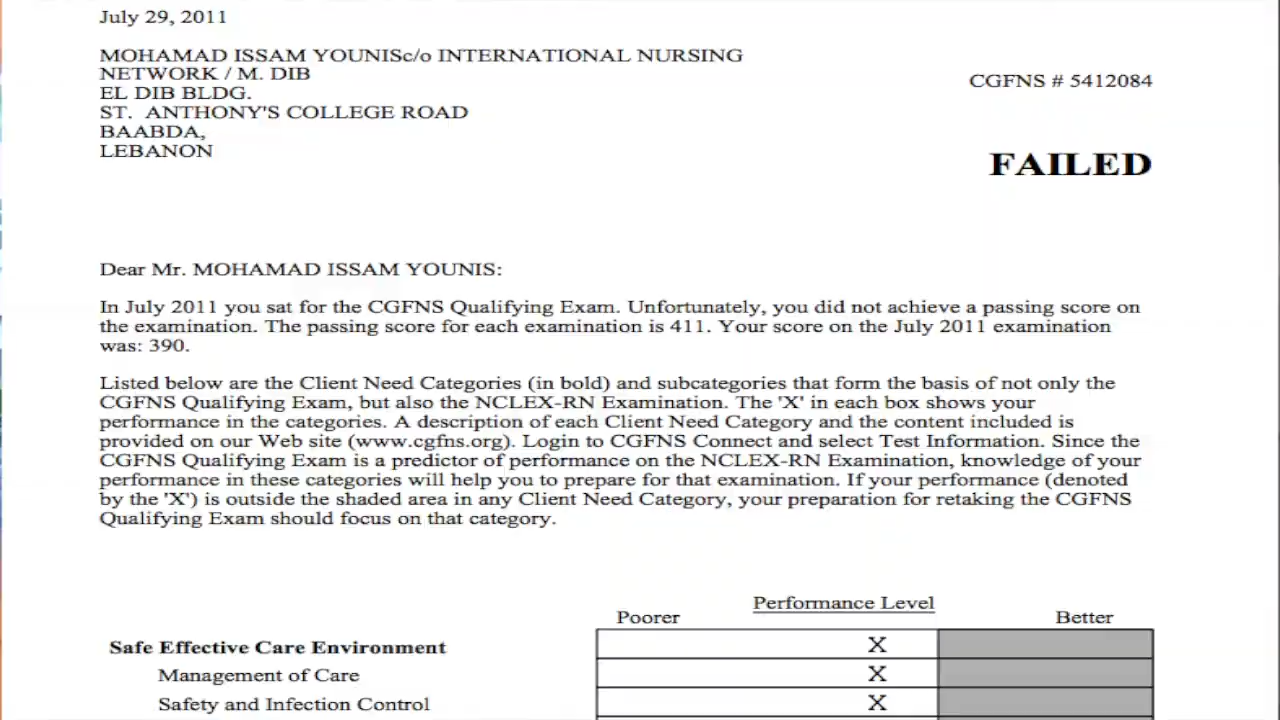 July 29, 2011
MOHAMAD ISSAM YOUNISc/o INTERNATIONAL NURSING
NETWORK / M. DIB
EL DIB BLDG.
ST. ANTHONY'S COLLEGE ROAD
BAABDA,
LEBANON
CGFNS # 5412084
FAILED
Dear Mr. MOHAMAD ISSAM YOUNIS:
In July 2011 you sat for the CGFNS Qualifying Exam. Unfortunately, you did not achieve a passing score on
the examination. The passing score for each examination is 411. Your score on the July 2011 examination
was: 390.
Listed below are the Client Need Categories (in bold) and subcategories that form the basis of not only the
CGFNS Qualifying Exam, but also the NCLEX-RN Examination. The 'X' in each box shows your
performance in the categories. A description of each Client Need Category and the content included is
provided on our Web site (www.cgfns.org). Login to CGFNS Connect and select Test Information. Since the
CGFNS Qualifying Exam is a predictor of performance on the NCLEX-RN Examination, knowledge of your
performance in these categories will help you to prepare for that examination. If your performance (denoted
by the 'X') is outside the shaded area in any Client Need Category, your preparation for retaking the CGFNS
Qualifying Exam should focus on that category.
Performance Level
Poorer Better
Safe Effective Care Environment X
Management of Care X
Safety and Infection Control X